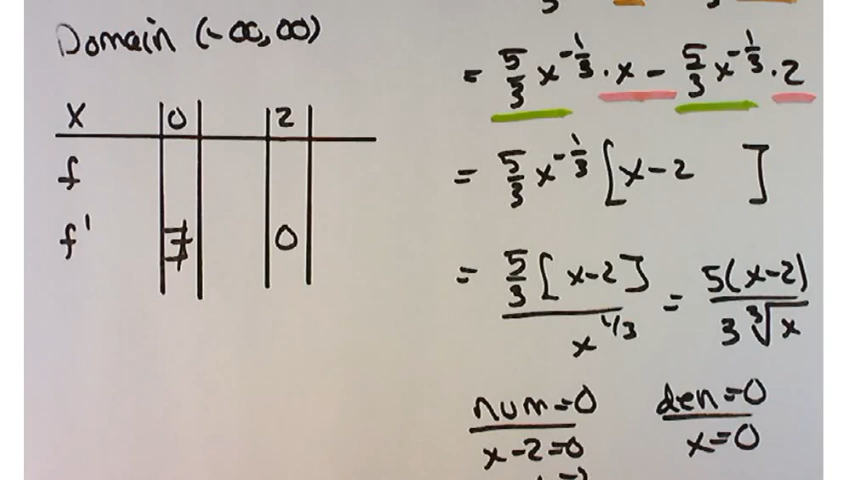 Domain (-∞,∞)
x 0 2
f
f' ∄ 0
= 5/3 x^(-1/3) · x - 5/3 x^(-1/3) · 2
= 5/3 x^(-1/3) [x-2 ]
= 5/3 [x-2] / x^(1/3) = 5(x-2) / 3∛x
num=0 den=0
x-2=0 x=0